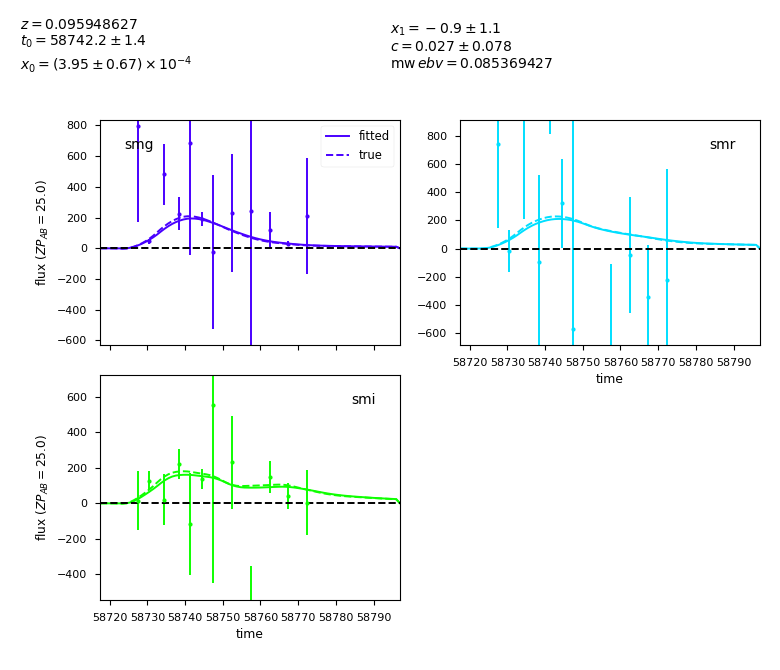 z = 0.095948627
t₀ = 58742.2 ± 1.4
x₀ = (3.95 ± 0.67) × 10⁻⁴
x₁ = −0.9 ± 1.1
c = 0.027 ± 0.078
mw ebv = 0.085369427
800
600
400
200
0
−200
−400
−600
flux (ZP_AB = 25.0)
smg
fitted
true
800
600
400
200
0
−200
−400
−600
smr
58720 58730 58740 58750 58760 58770 58780 58790
time
600
400
200
0
−200
−400
flux (ZP_AB = 25.0)
smi
58720 58730 58740 58750 58760 58770 58780 58790
time